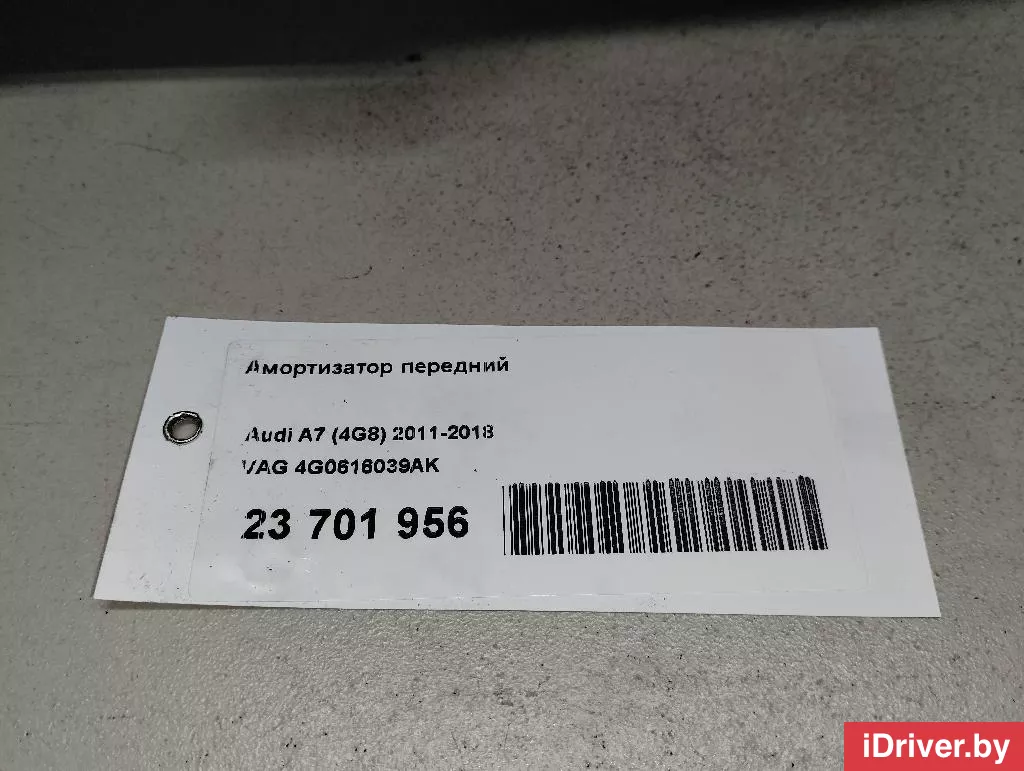 Амортизатор передний
Audi A7 (4G8) 2011-2018
VAG 4G0616039AK
23 701 956
iDriver.by